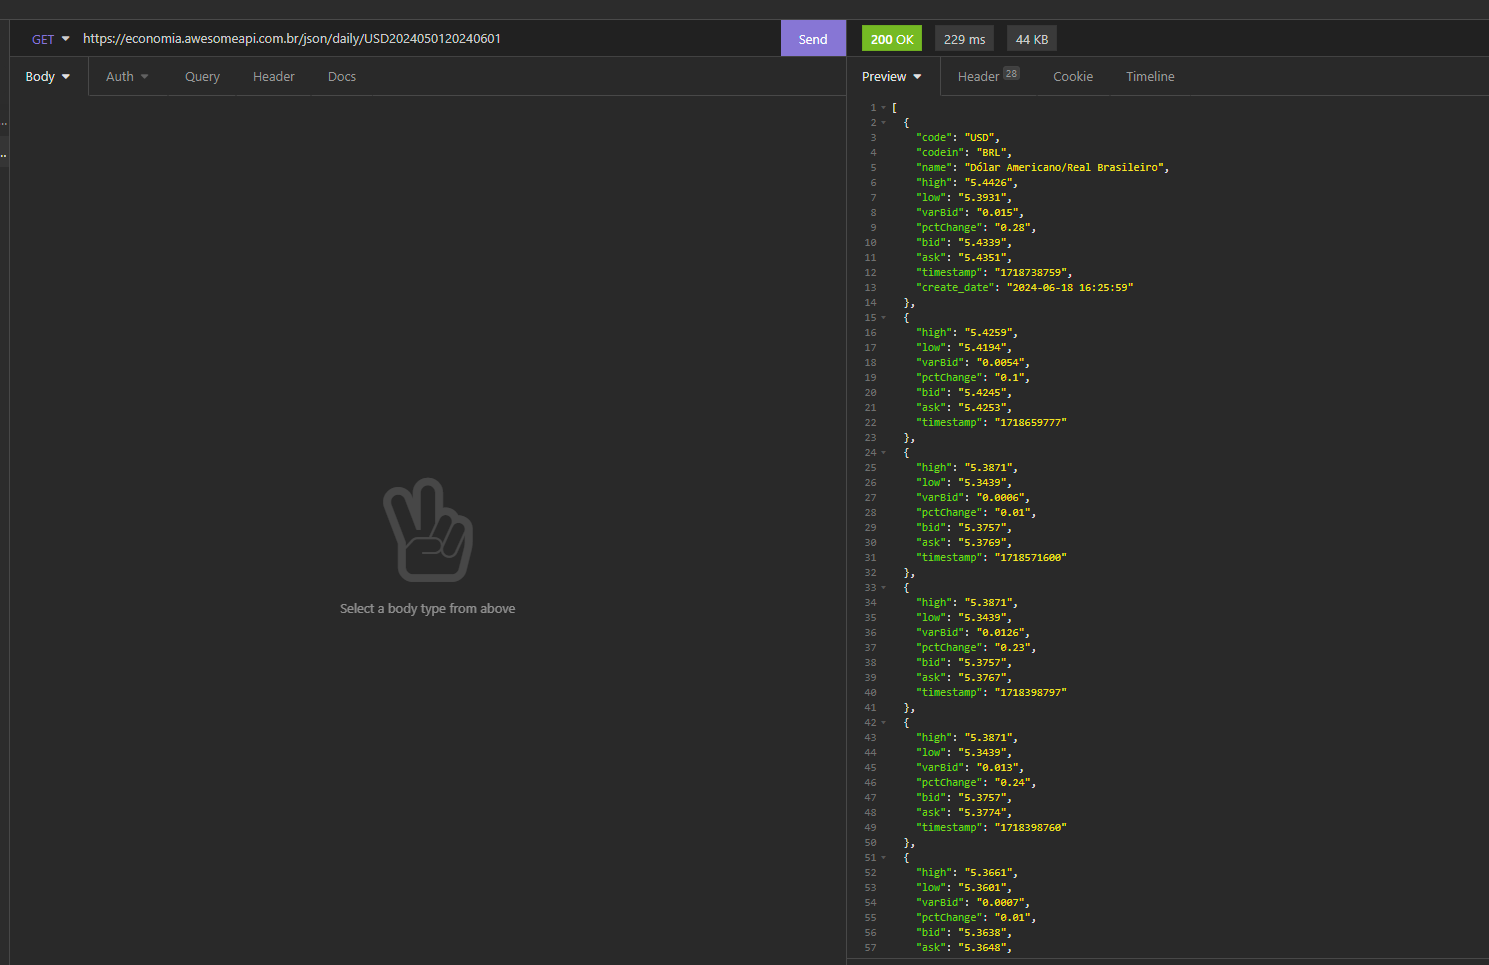 GET https://economia.awesomeapi.com.br/json/daily/USD2024050120240601 Send 200 OK 229 ms 44 KB
Body Auth Query Header Docs
Preview Header 28 Cookie Timeline
Select a body type from above
1 [
2 {
3 "code": "USD",
4 "codein": "BRL",
5 "name": "Dólar Americano/Real Brasileiro",
6 "high": "5.4426",
7 "low": "5.3931",
8 "varBid": "0.015",
9 "pctChange": "0.28",
10 "bid": "5.4339",
11 "ask": "5.4351",
12 "timestamp": "1718738759",
13 "create_date": "2024-06-18 16:25:59"
14 },
15 {
16 "high": "5.4259",
17 "low": "5.4194",
18 "varBid": "0.0054",
19 "pctChange": "0.1",
20 "bid": "5.4245",
21 "ask": "5.4253",
22 "timestamp": "1718659777"
23 },
24 {
25 "high": "5.3871",
26 "low": "5.3439",
27 "varBid": "0.0006",
28 "pctChange": "0.01",
29 "bid": "5.3757",
30 "ask": "5.3769",
31 "timestamp": "1718571600"
32 },
33 {
34 "high": "5.3871",
35 "low": "5.3439",
36 "varBid": "0.0126",
37 "pctChange": "0.23",
38 "bid": "5.3757",
39 "ask": "5.3767",
40 "timestamp": "1718398797"
41 },
42 {
43 "high": "5.3871",
44 "low": "5.3439",
45 "varBid": "0.013",
46 "pctChange": "0.24",
47 "bid": "5.3757",
48 "ask": "5.3774",
49 "timestamp": "1718398760"
50 },
51 {
52 "high": "5.3661",
53 "low": "5.3601",
54 "varBid": "0.0007",
55 "pctChange": "0.01",
56 "bid": "5.3638",
57 "ask": "5.3648",